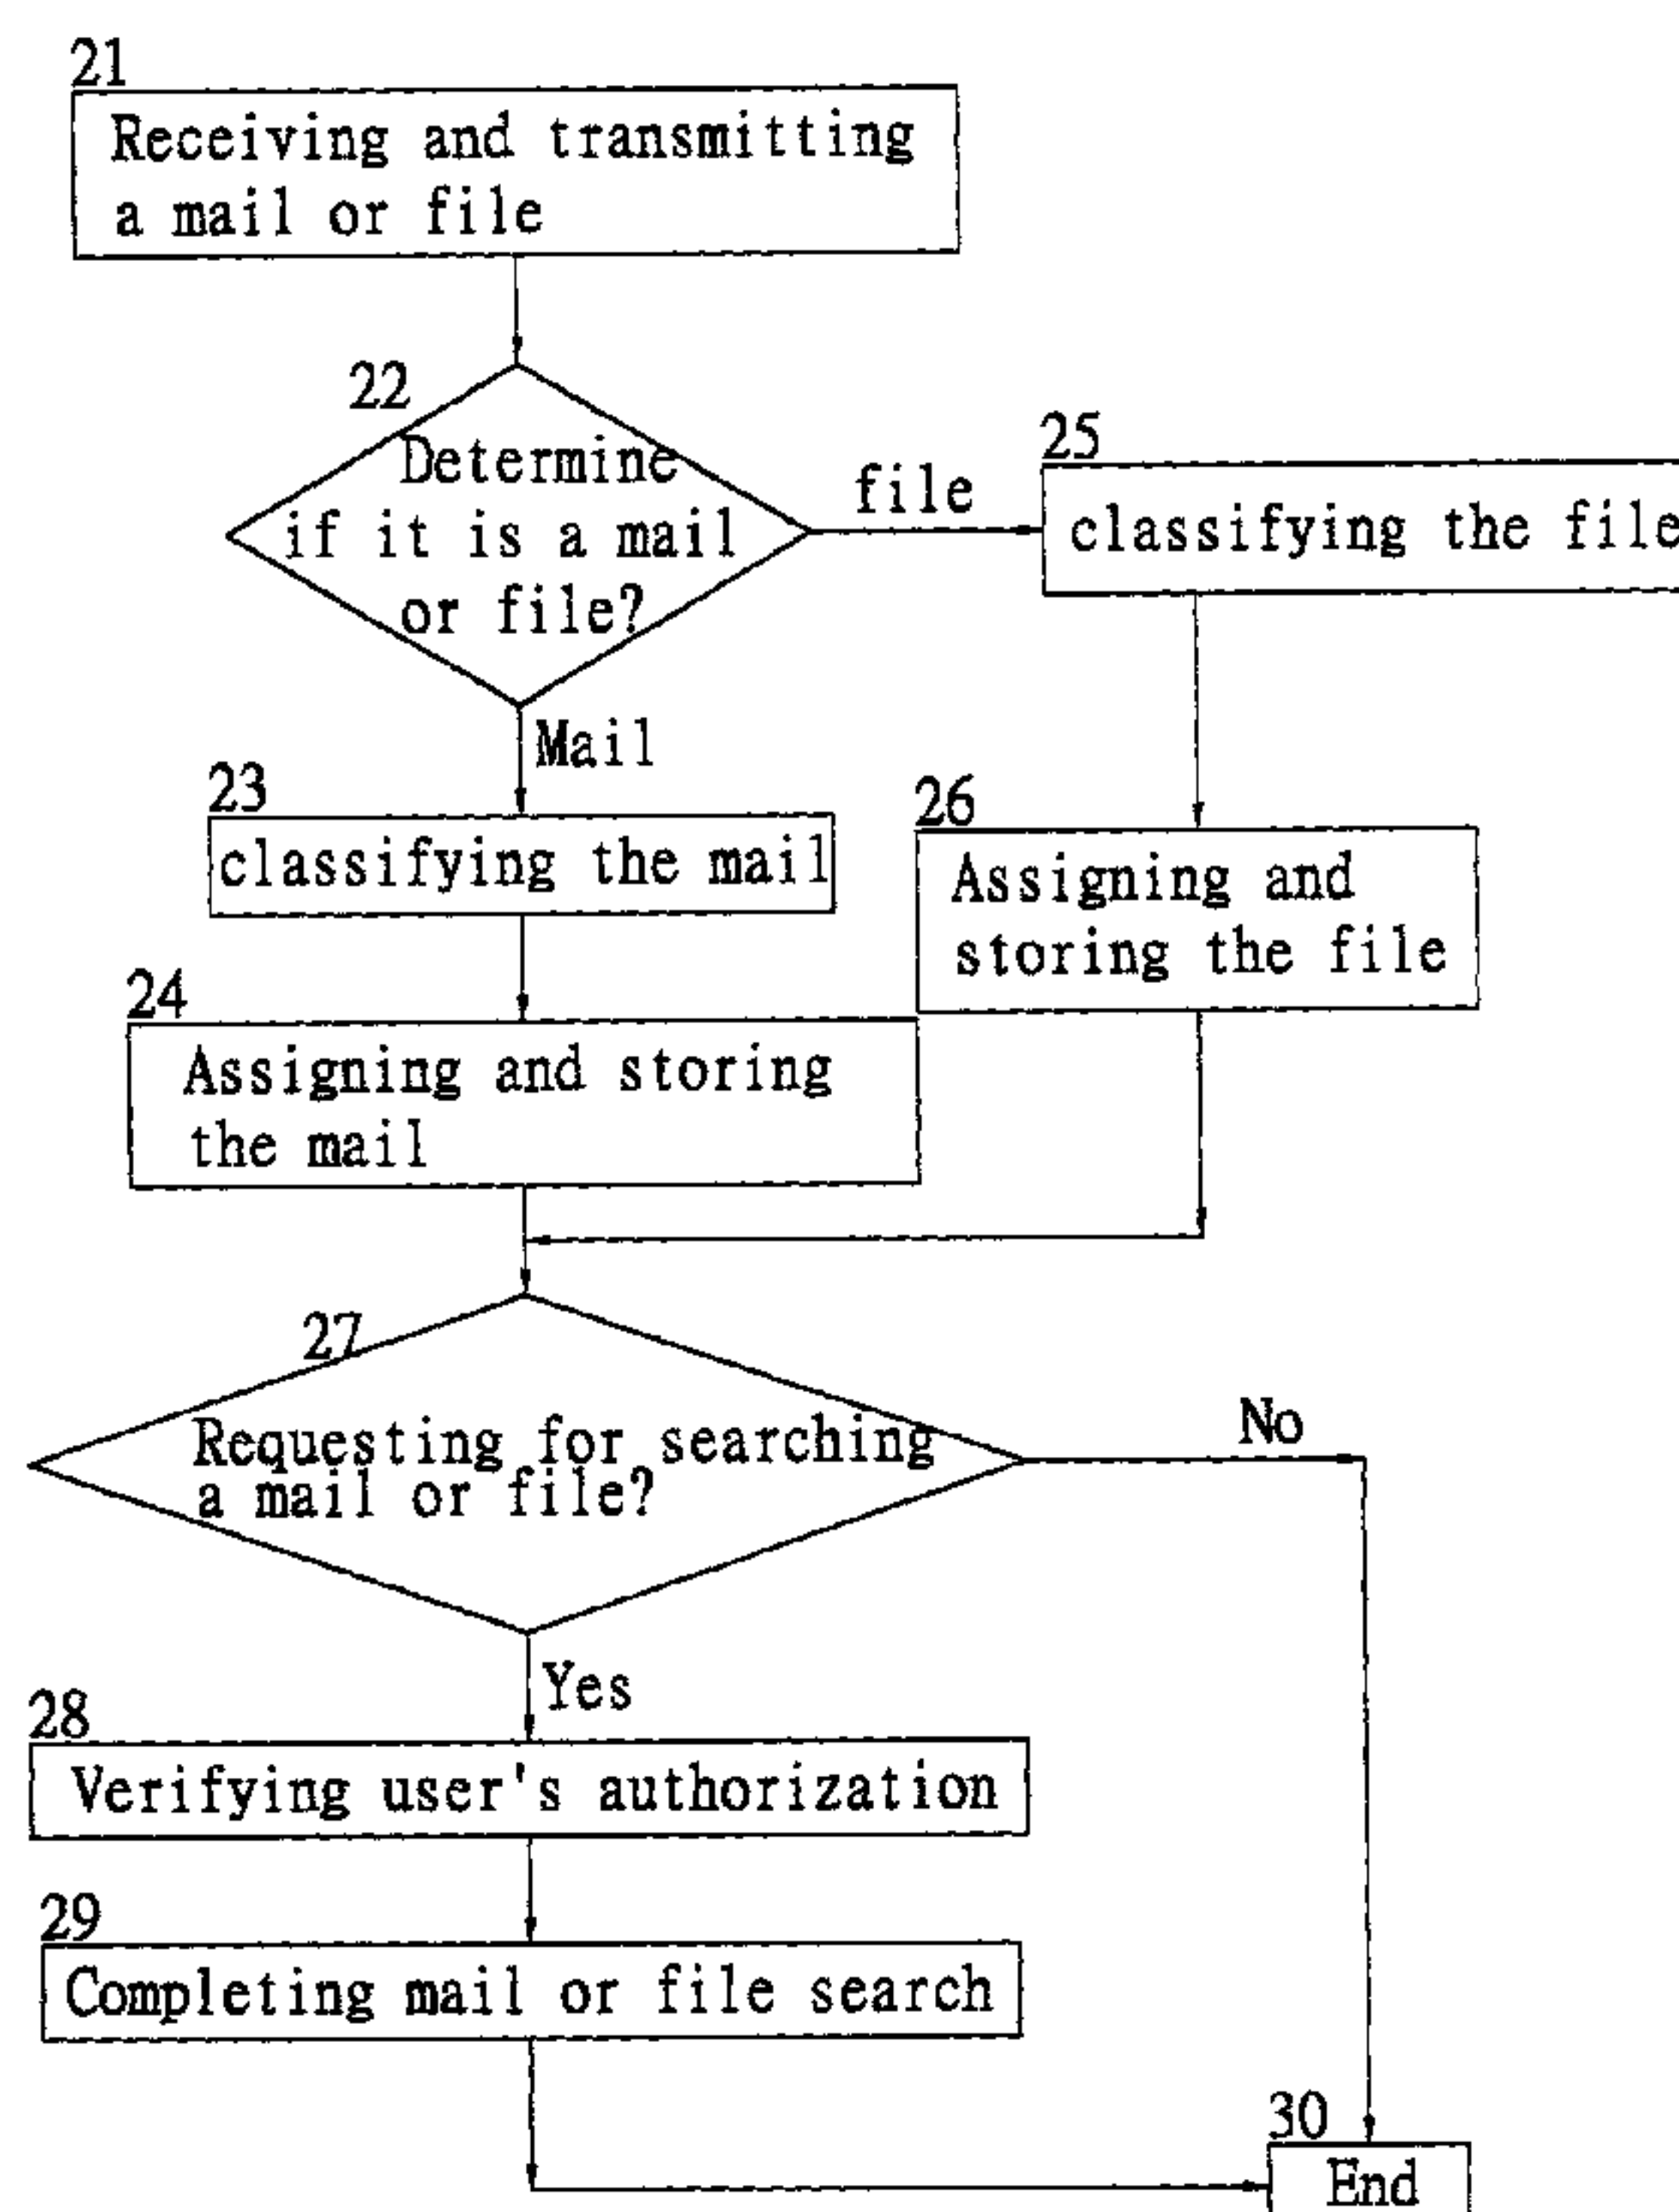 21
Receiving and transmitting
a mail or file
22
Determine
if it is a mail
or file?
file
25
classifying the file
Mail
23
classifying the mail
26
Assigning and
storing the file
24
Assigning and storing
the mail
27
Requesting for searching
a mail or file?
No
Yes
28
Verifying user's authorization
29
Completing mail or file search
30
End